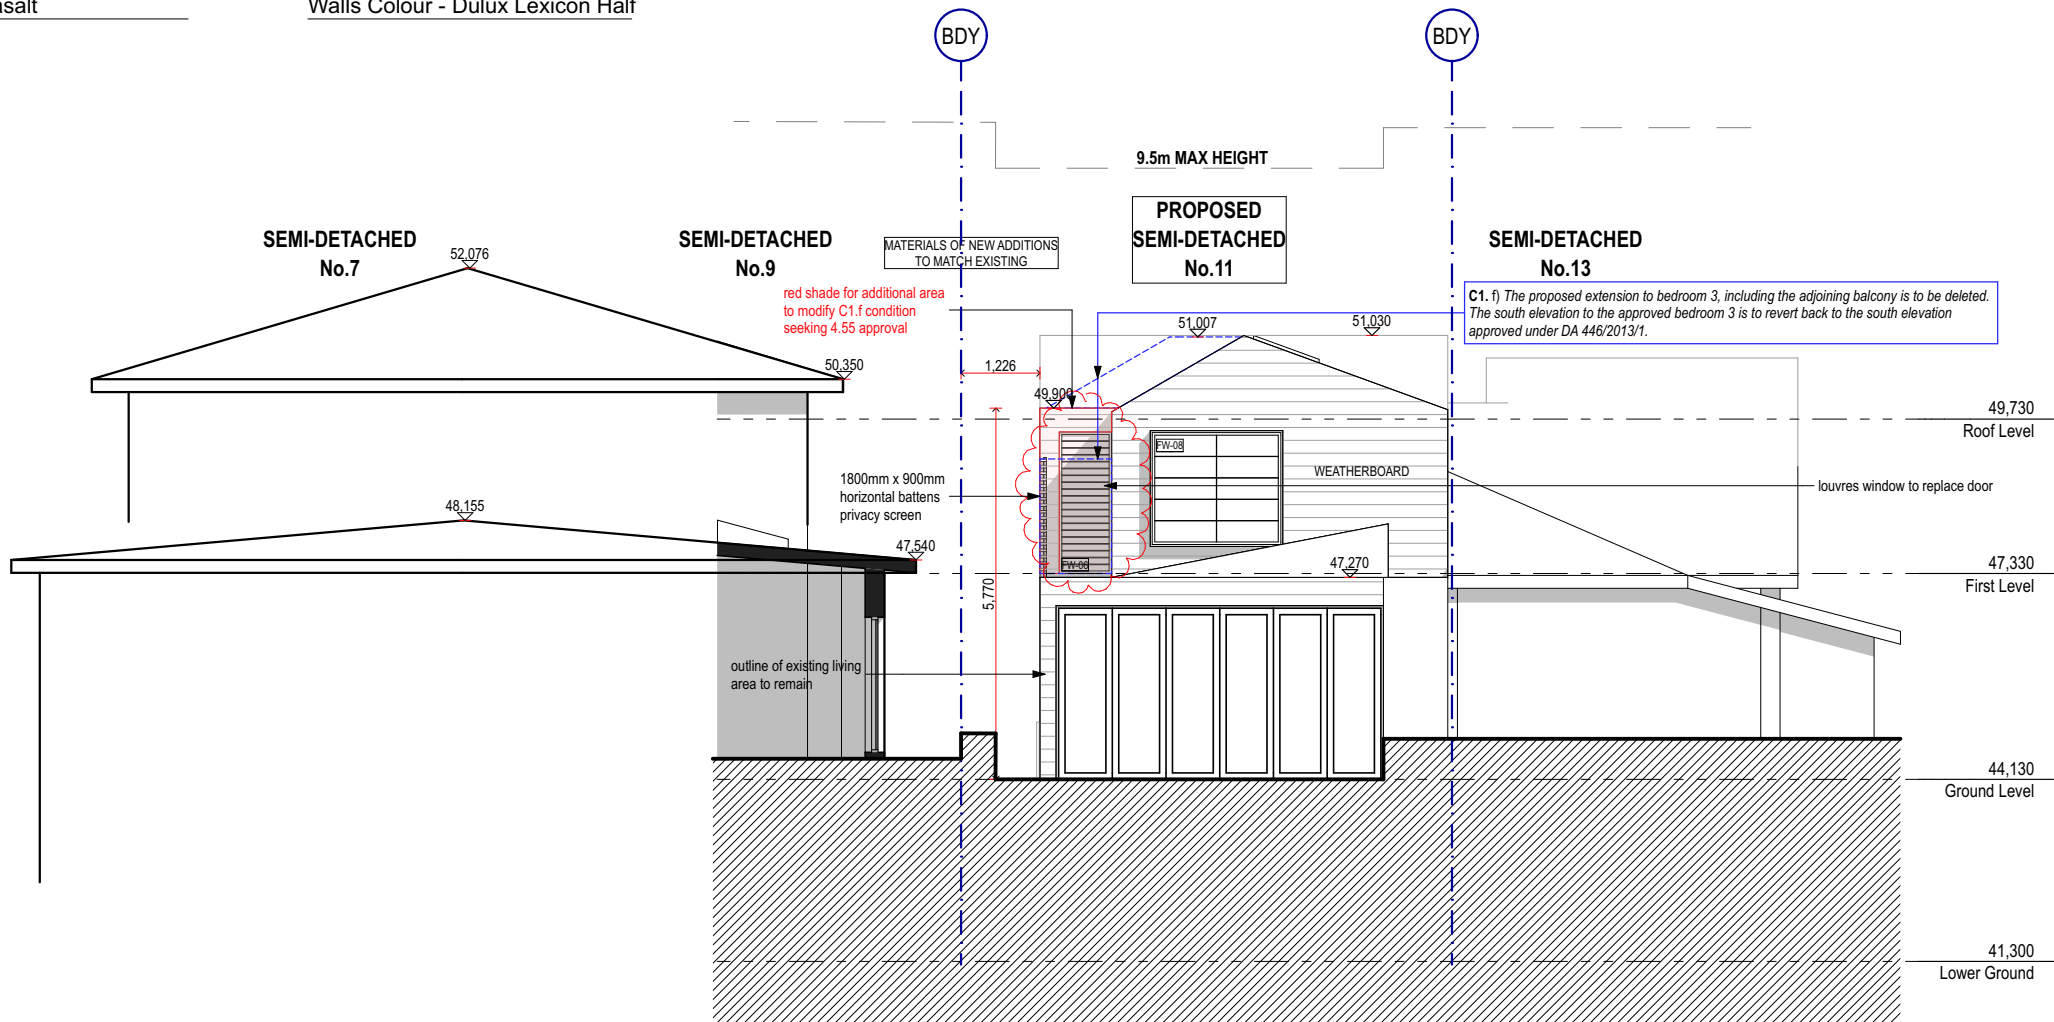 asalt
Walls Colour - Dulux Lexicon Half
BDY
BDY
9.5m MAX HEIGHT
SEMI-DETACHED
No.7
52,076
SEMI-DETACHED
No.9
MATERIALS OF NEW ADDITIONS
TO MATCH EXISTING
PROPOSED
SEMI-DETACHED
No.11
SEMI-DETACHED
No.13
red shade for additional area
to modify C1.f condition
seeking 4.55 approval
C1. f) The proposed extension to bedroom 3, including the adjoining balcony is to be deleted.
The south elevation to the approved bedroom 3 is to revert back to the south elevation
approved under DA 446/2013/1.
51,007
51,030
50,350
1,226
49,900
49,730
Roof Level
FW-08
WEATHERBOARD
1800mm x 900mm
horizontal battens
privacy screen
louvres window to replace door
48,155
47,540
FW-06
47,270
47,330
First Level
5,770
outline of existing living
area to remain
44,130
Ground Level
41,300
Lower Ground